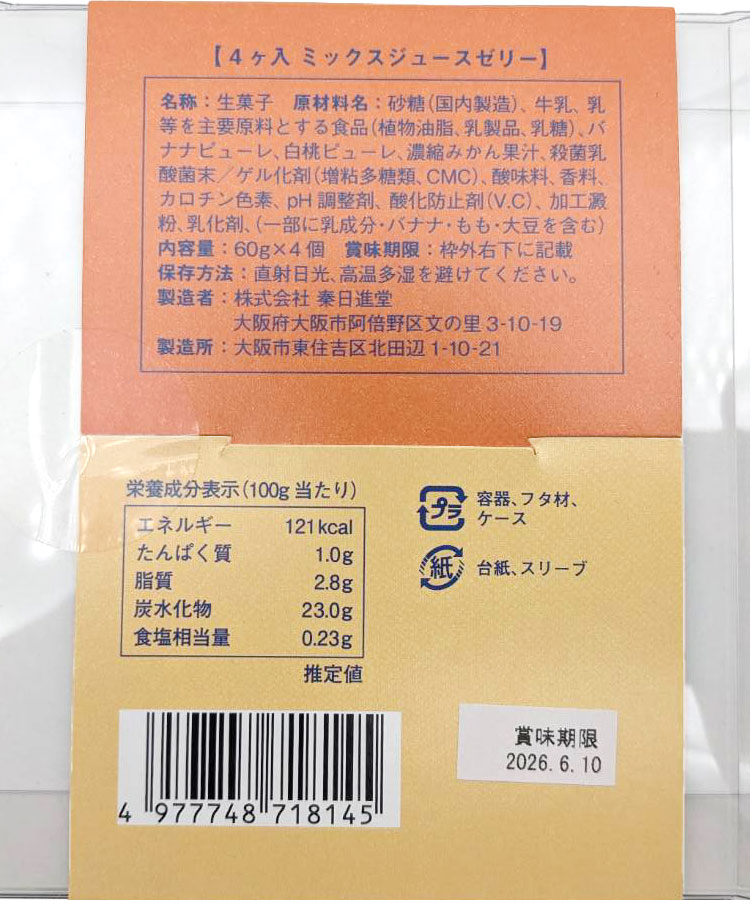 【4ヶ入 ミックスジュースゼリー】
名称：生菓子　原材料名：砂糖（国内製造）、牛乳、乳
等を主要原料とする食品（植物油脂、乳製品、乳糖）、バ
ナナピューレ、白桃ピューレ、濃縮みかん果汁、殺菌乳
酸菌末／ゲル化剤（増粘多糖類、CMC）、酸味料、香料、
カロチン色素、pH調整剤、酸化防止剤（V.C）、加工澱
粉、乳化剤、（一部に乳成分・バナナ・もも・大豆を含む）
内容量：60g×4個　賞味期限：枠外右下に記載
保存方法：直射日光、高温多湿を避けてください。
製造者：株式会社 秦日進堂
大阪府大阪市阿倍野区文の里 3-10-19
製造所：大阪市東住吉区北田辺1-10-21
栄養成分表示（100g 当たり）
エネルギー 121kcal
たんぱく質 1.0g
脂質 2.8g
炭水化物 23.0g
食塩相当量 0.23g
推定値
プラ 容器、フタ材、
ケース
紙 台紙、スリーブ
賞味期限
2026. 6. 10
4 977748 718145